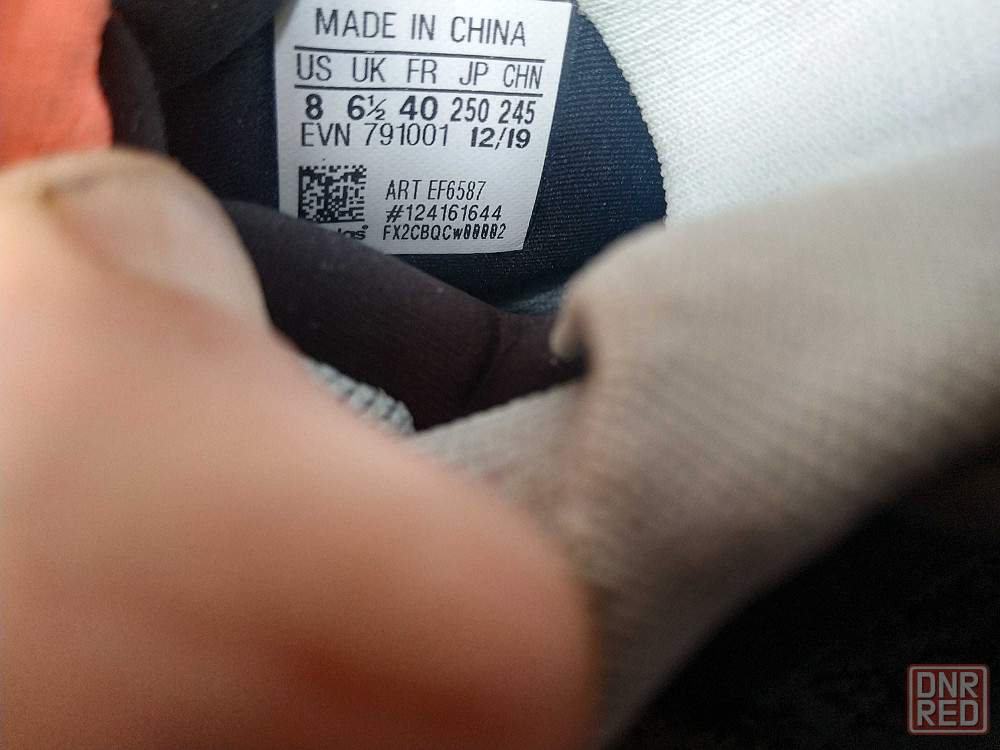 MADE IN CHINA
US UK FR JP CHN
8 6½ 40 250 245
EVN 791001 12/19
ART EF6587
#124161644
DNR
RED